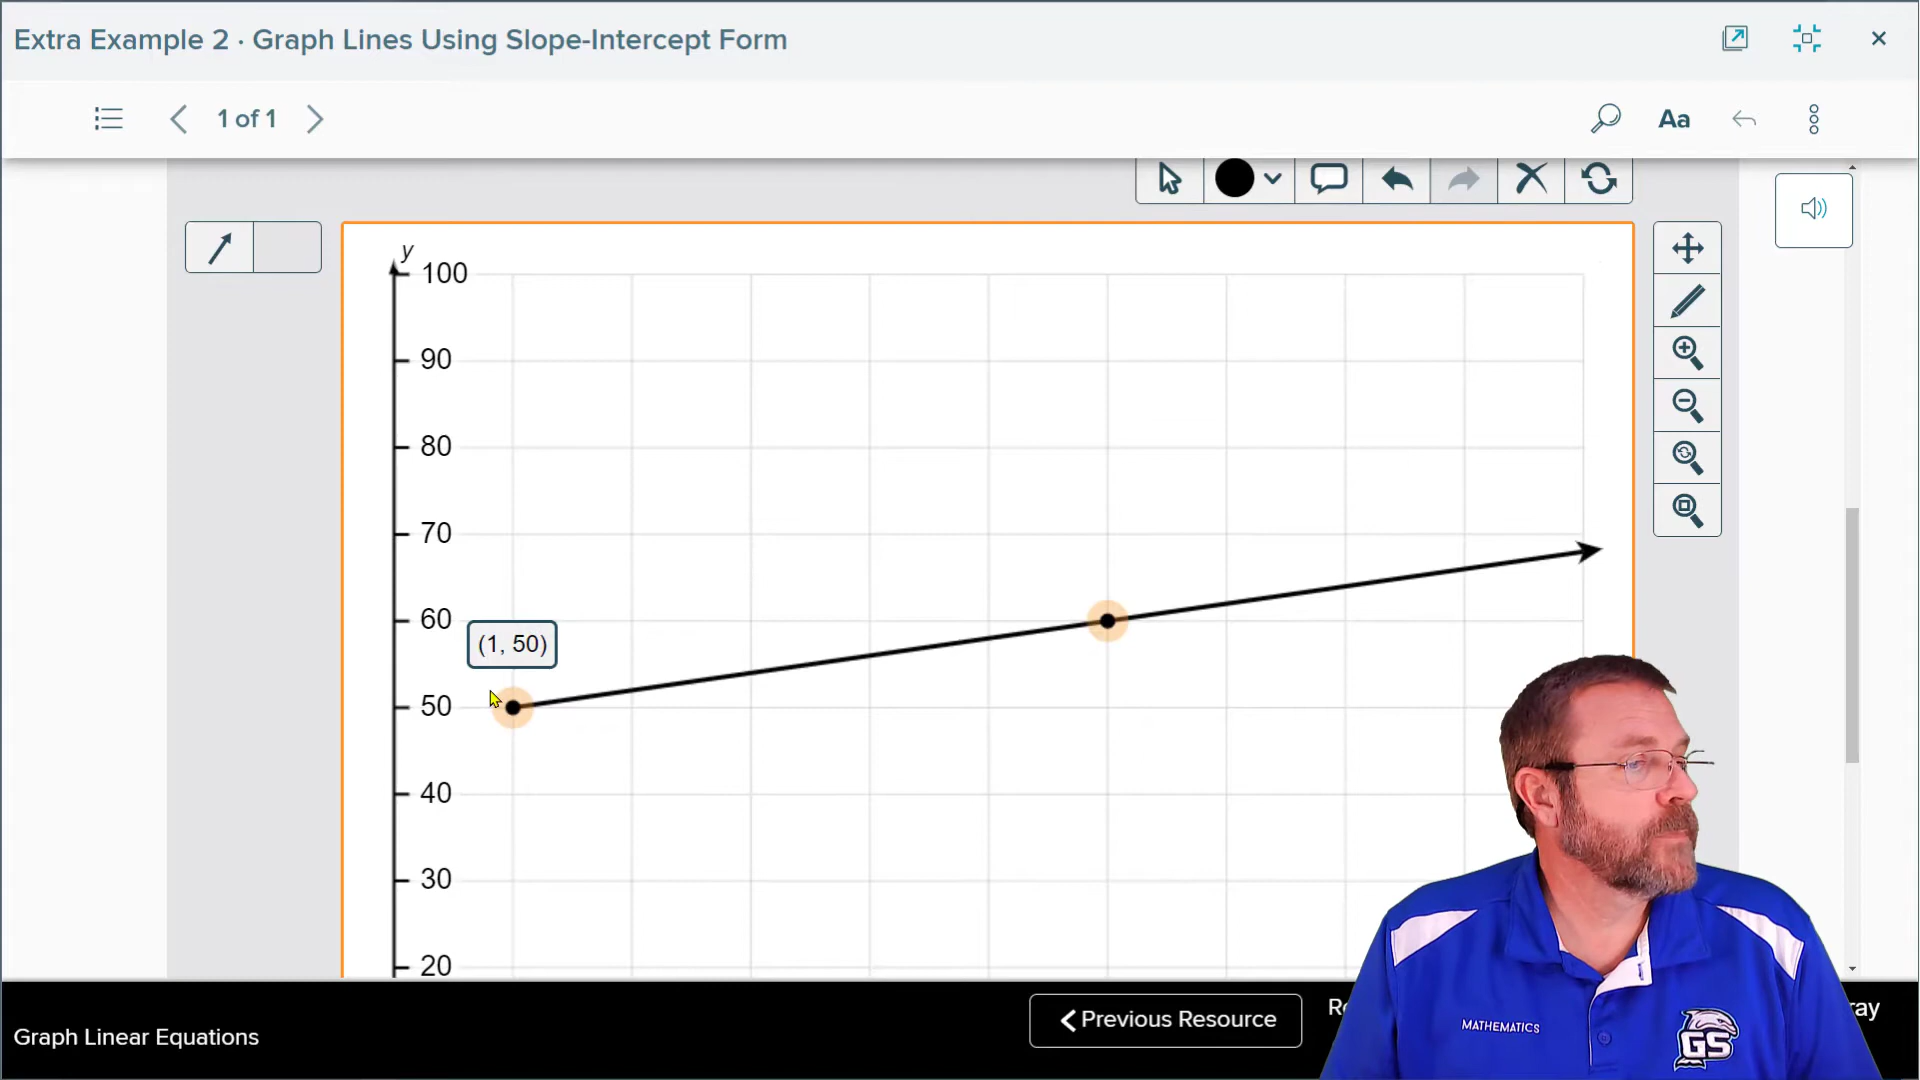 Extra Example 2 · Graph Lines Using Slope-Intercept Form
1 of 1
Aa
y
100
90
80
70
60
(1, 50)
50
40
30
20
Graph Linear Equations
Previous Resource
MATHEMATICS
GS